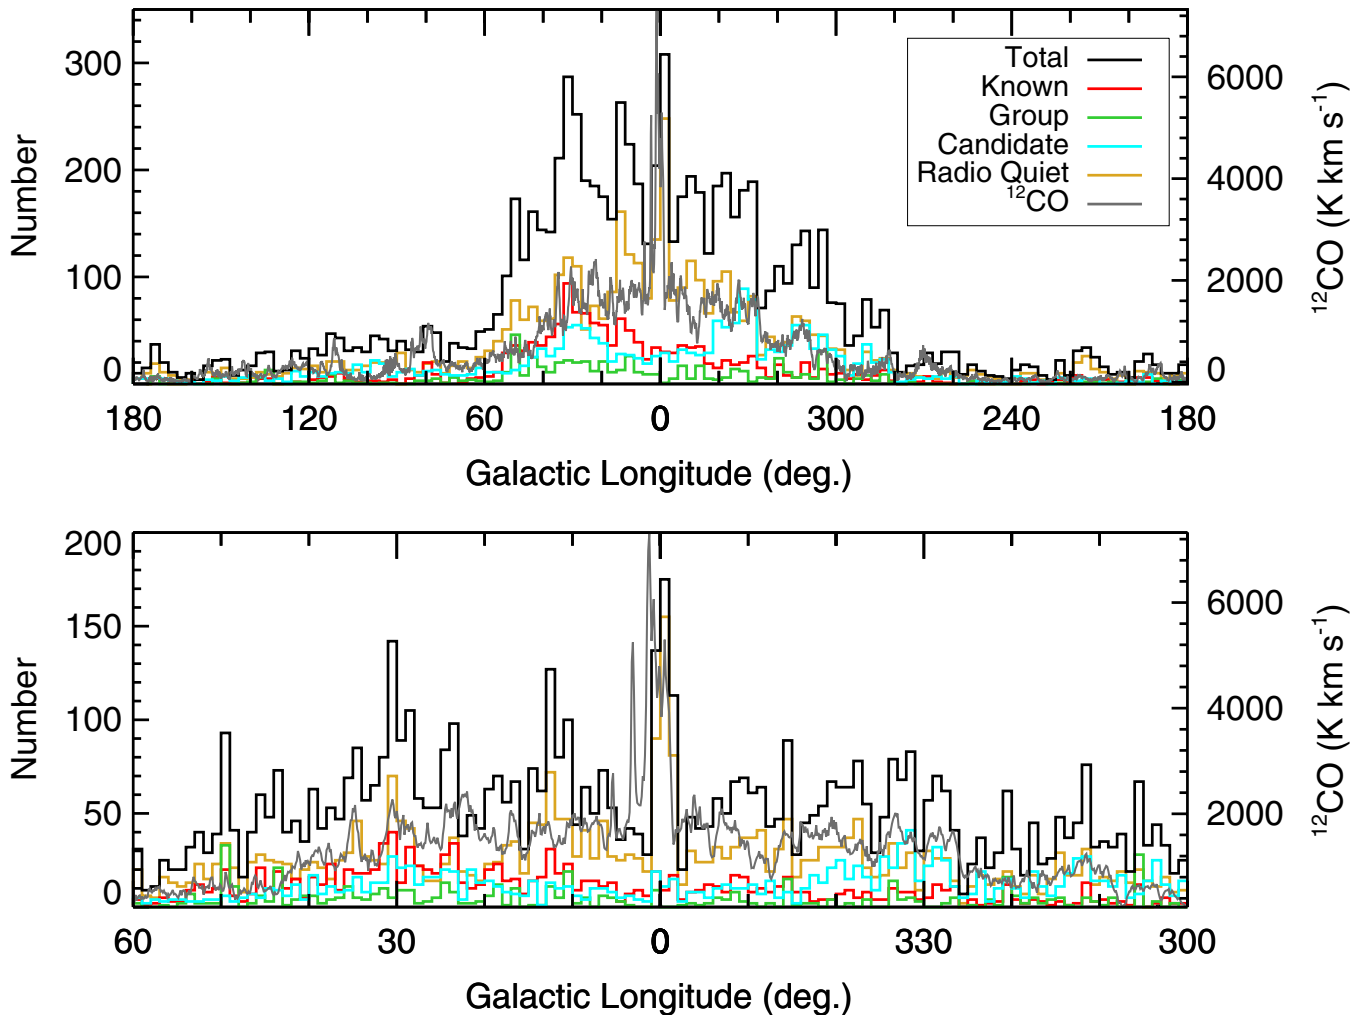 300
200
100
0
Number
Total
Known
Group
Candidate
Radio Quiet
¹²CO
6000
4000
2000
0
¹²CO (K km s⁻¹)
180 120 60 0 300 240 180
Galactic Longitude (deg.)
200
150
100
50
0
Number
6000
4000
2000
0
¹²CO (K km s⁻¹)
60 30 0 330 300
Galactic Longitude (deg.)